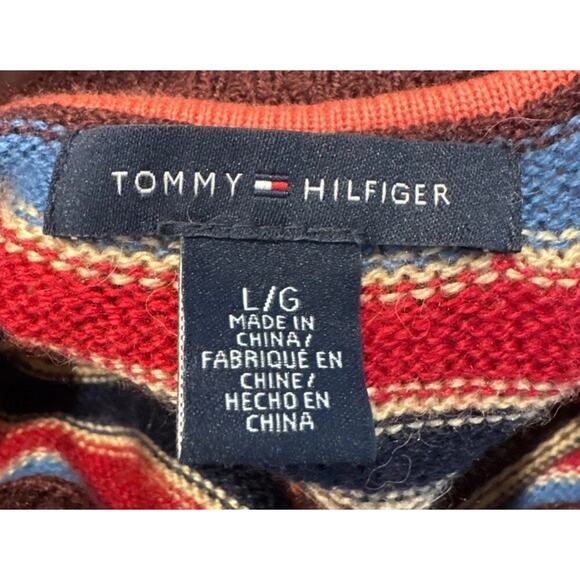 TOMMY HILFIGER
L/G
MADE IN
CHINA/
FABRIQUÉ EN
CHINE/
HECHO EN
CHINA